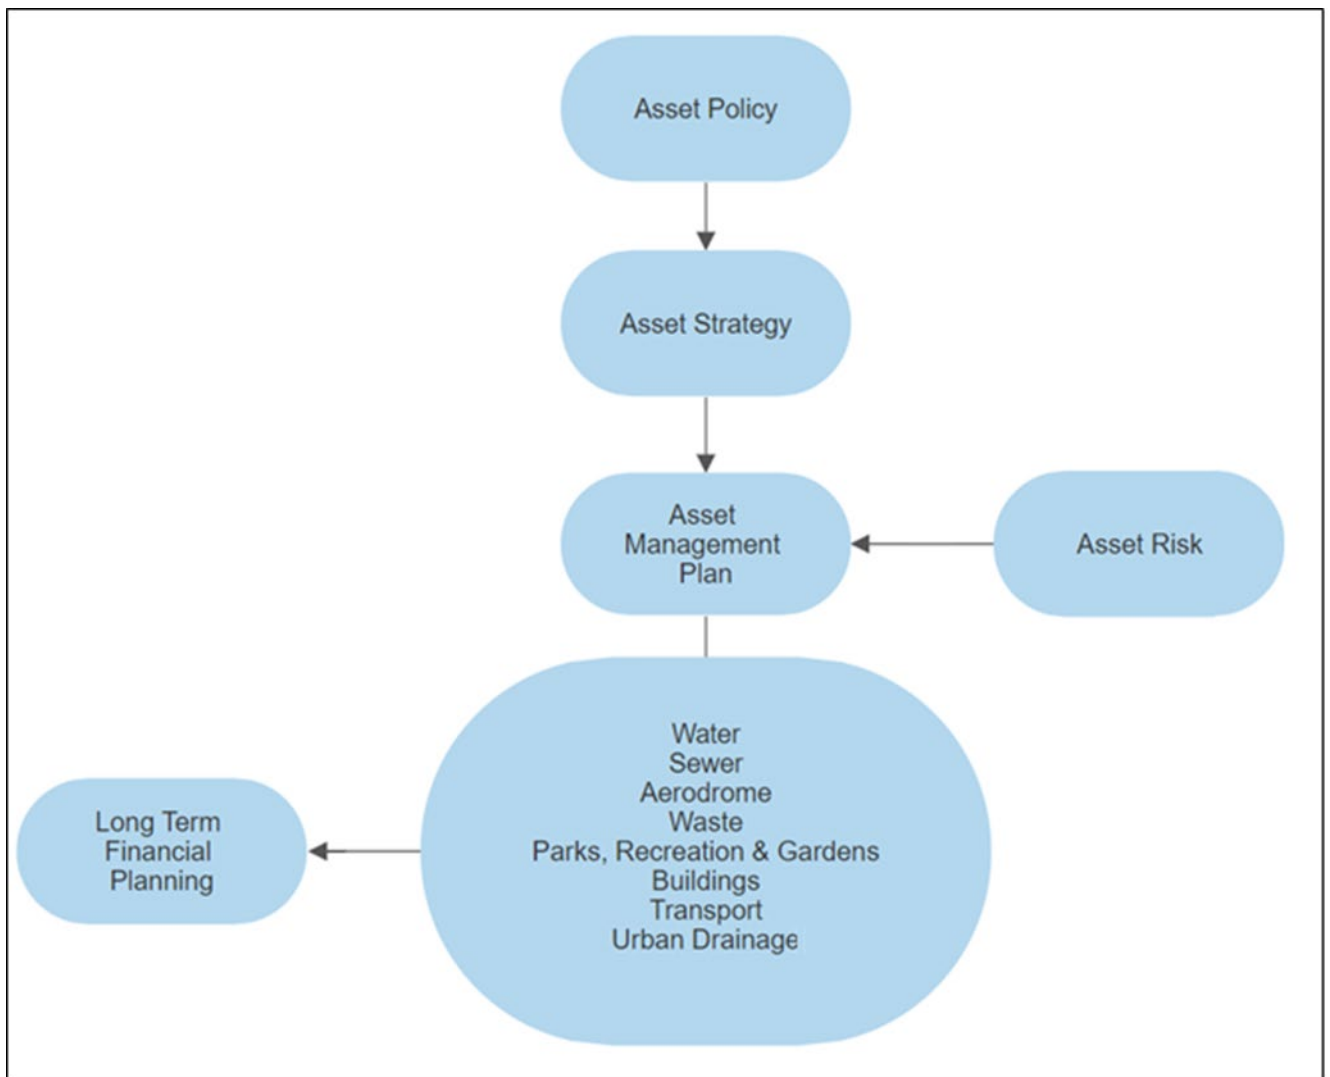 Asset Policy
Asset Strategy
Asset
Management
Plan
Asset Risk
Water
Sewer
Aerodrome
Waste
Parks, Recreation & Gardens
Buildings
Transport
Urban Drainage
Long Term
Financial
Planning